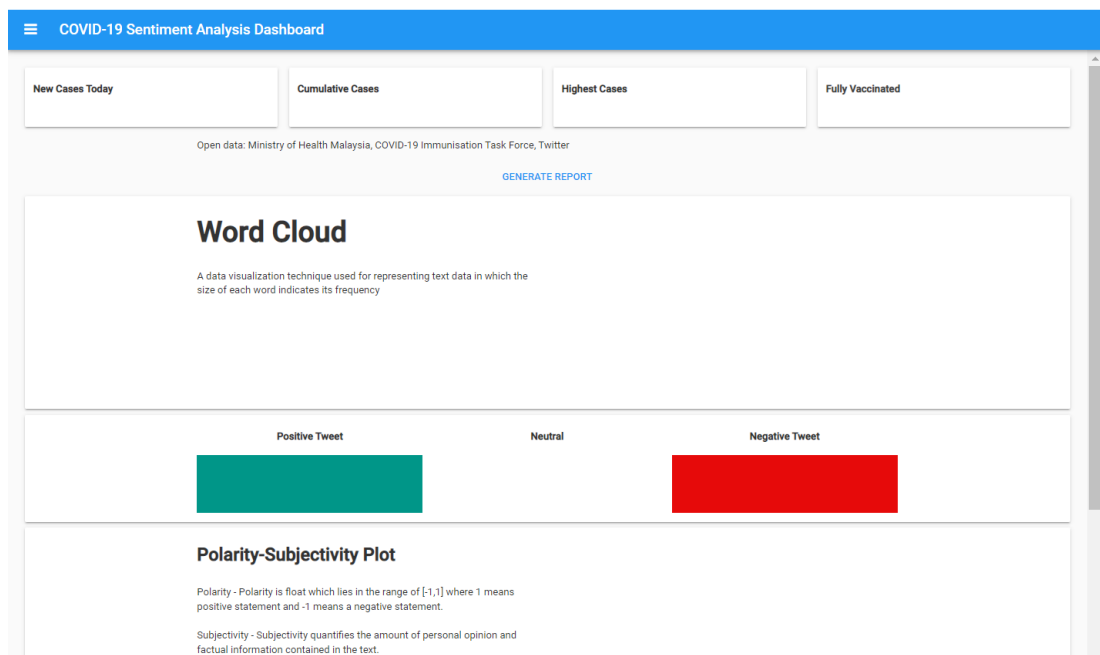 COVID-19 Sentiment Analysis Dashboard
New Cases Today
Cumulative Cases
Highest Cases
Fully Vaccinated
Open data: Ministry of Health Malaysia, COVID-19 Immunisation Task Force, Twitter
GENERATE REPORT
Word Cloud
A data visualization technique used for representing text data in which the
size of each word indicates its frequency
Positive Tweet
Neutral
Negative Tweet
Polarity-Subjectivity Plot
Polarity - Polarity is float which lies in the range of [-1,1] where 1 means
positive statement and -1 means a negative statement.
Subjectivity - Subjectivity quantifies the amount of personal opinion and
factual information contained in the text.